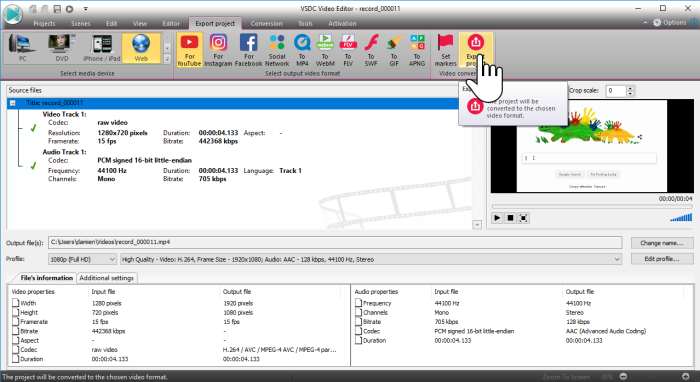 VSDC Video Editor - record_000011
Projects Scenes Edit View Editor Export project Conversion Tools Activation Options
PC DVD iPhone / iPad Web
For YouTube For Instagram For Facebook Social Network To MP4 To WebM To FLV To SWF To GIF To APNG Set markers Export project
Select media device Select output video format Video conver
Source files
Crop scale: 0
Title: record_000011
The project will be
converted to the chosen
video format.
Video Track 1:
Codec: raw video
Resolution: 1280x720 pixels Duration: 00:00:04.133 Aspect: -
Framerate: 15 fps Bitrate: 442368 kbps
Audio Track 1:
Codec: PCM signed 16-bit little-endian
Frequency: 44100 Hz Duration: 00:00:04.133 Language: Track 1
Channels: Mono Bitrate: 705 kbps
Google Search I'm Feeling Lucky
00:00/00:04
Output file(s): C:\Users\damien\Videos\record_000011.mp4 Change name...
Profile: 1080p (Full HD) High Quality - Video: H.264, Frame Size - 1920x1080; Audio: AAC - 128 kbps, 44100 Hz, Stereo Edit profile...
File's information Additional settings
Video properties Input file Output file Audio properties Input file Output file
Width 1280 pixels 1920 pixels Frequency 44100 Hz 44100 Hz
Height 720 pixels 1080 pixels Channels Mono Stereo
Framerate 15 fps 15 fps Bitrate 705 kbps 128 kbps
Bitrate 442368 kbps Codec PCM signed 16-bit little-endian AAC (Advanced Audio Coding)
Aspect - - Duration 00:00:04.133 00:00:04.133
Codec raw video H.264 / AVC / MPEG-4 AVC / MPEG-4 par...
Duration 00:00:04.133 00:00:04.133
The project will be converted to the chosen video format. Zoom To Screen 30%